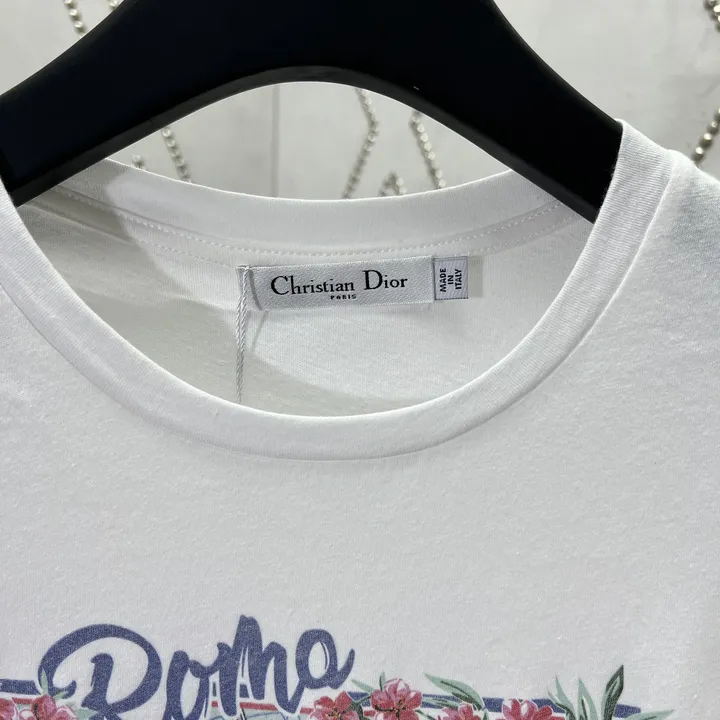 Christian Dior
PARIS
MADE
IN
ITALY
Roma